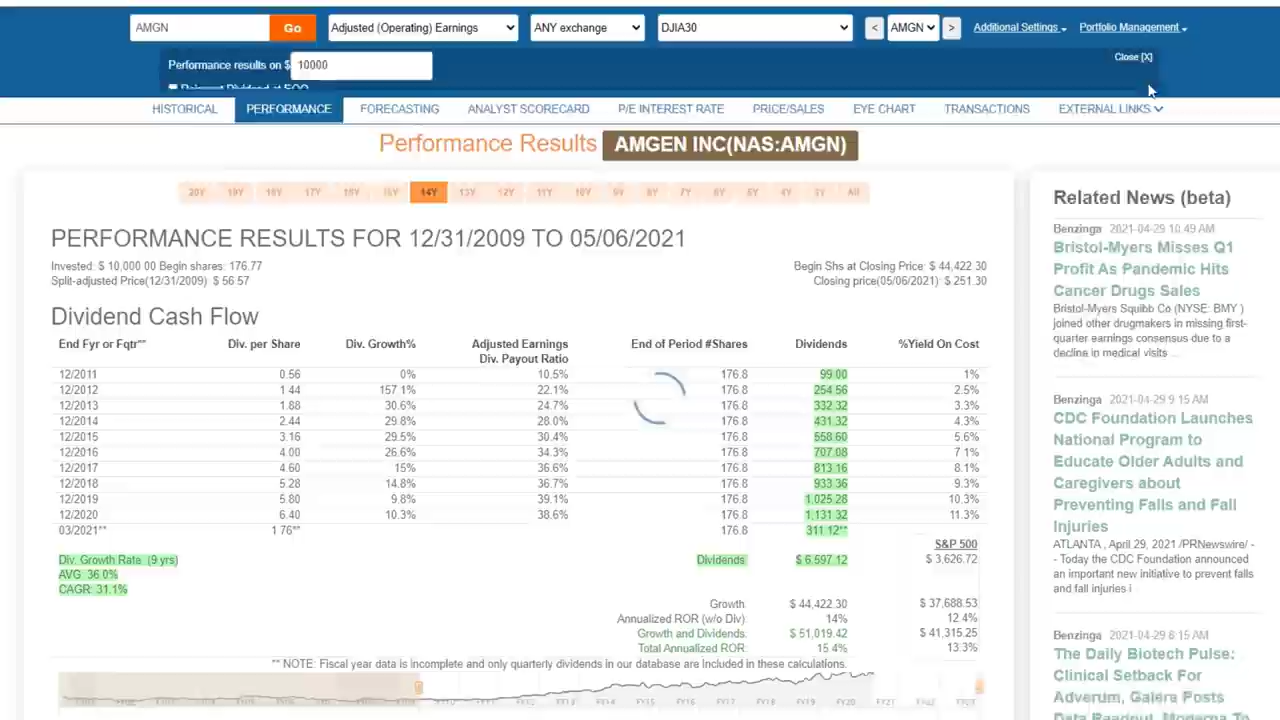 AMGN Go Adjusted (Operating) Earnings ANY exchange DJIA30 < AMGN > Additional Settings Portfolio Management
Close [X]
Performance results on $ 10000
HISTORICAL PERFORMANCE FORECASTING ANALYST SCORECARD P/E INTEREST RATE PRICE/SALES EYE CHART TRANSACTIONS EXTERNAL LINKS
Performance Results AMGEN INC(NAS:AMGN)
20Y 19Y 18Y 17Y 16Y 15Y 14Y 13Y 12Y 11Y 10Y 9Y 8Y 7Y 6Y 5Y 4Y 3Y All
PERFORMANCE RESULTS FOR 12/31/2009 TO 05/06/2021
Invested: $ 10,000.00 Begin shares: 176.77 Begin Shs at Closing Price: $ 44,422.30
Split-adjusted Price(12/31/2009): $ 56.57 Closing price(05/06/2021): $ 251.30
Dividend Cash Flow
End Fyr or Fqtr** Div. per Share Div. Growth% Adjusted Earnings End of Period #Shares Dividends %Yield On Cost
Div. Payout Ratio
12/2011 0.56 0% 10.5% 176.8 99.00 1%
12/2012 1.44 157.1% 22.1% 176.8 254.56 2.5%
12/2013 1.88 30.6% 24.7% 176.8 332.32 3.3%
12/2014 2.44 29.8% 28.0% 176.8 431.32 4.3%
12/2015 3.16 29.5% 30.4% 176.8 558.60 5.6%
12/2016 4.00 26.6% 34.3% 176.8 707.08 7.1%
12/2017 4.60 15% 36.6% 176.8 813.16 8.1%
12/2018 5.28 14.8% 36.7% 176.8 933.36 9.3%
12/2019 5.80 9.8% 39.1% 176.8 1,025.28 10.3%
12/2020 6.40 10.3% 38.6% 176.8 1,131.32 11.3%
03/2021** 1.76** 176.8 311.12**
S&P 500
Div. Growth Rate (9 yrs) Dividends: $ 6,597.12 $ 3,626.72
AVG: 36.0%
CAGR: 31.1%
Growth: $ 44,422.30 $ 37,688.53
Annualized ROR (w/o Div): 14% 12.4%
Growth and Dividends: $ 51,019.42 $ 41,315.25
Total Annualized ROR: 15.4% 13.3%
** NOTE: Fiscal year data is incomplete and only quarterly dividends in our database are included in these calculations.
Related News (beta)
Benzinga 2021-04-29 10:49 AM
Bristol-Myers Misses Q1
Profit As Pandemic Hits
Cancer Drugs Sales
Bristol-Myers Squibb Co (NYSE: BMY )
joined other drugmakers in missing first-
quarter earnings consensus due to a
decline in medical visits ...
Benzinga 2021-04-29 9:15 AM
CDC Foundation Launches
National Program to
Educate Older Adults and
Caregivers about
Preventing Falls and Fall
Injuries
ATLANTA , April 29, 2021 /PRNewswire/ -
- Today the CDC Foundation announced
an important new initiative to prevent falls
and fall injuries i
Benzinga 2021-04-29 8:15 AM
The Daily Biotech Pulse:
Clinical Setback For
Adverum, Galera Posts
Data Readout, Moderna To